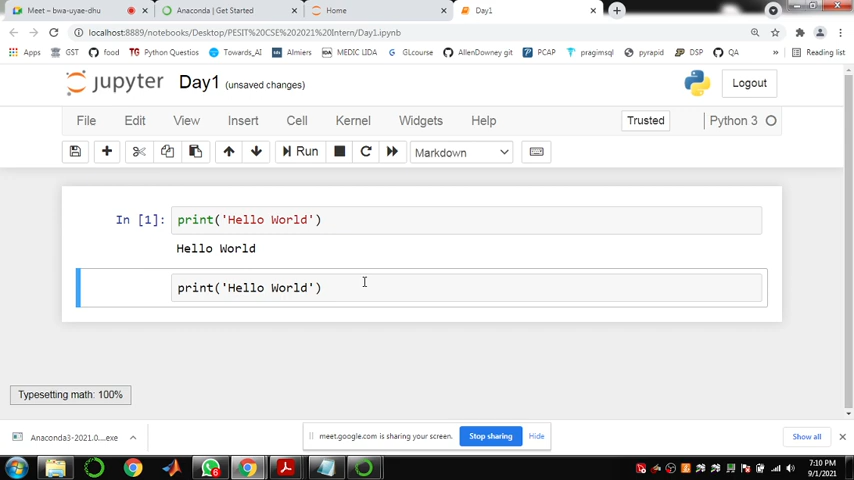 Meet – bwa-uyae-dhu
Anaconda | Get Started
Home
Day1
localhost:8889/notebooks/Desktop/PESIT%20CSE%202021%20Intern/Day1.ipynb
Apps
GST
food
Python Questions
Towards_AI
Almiers
MEDIC LIDA
GLcourse
AllenDowney git
PCAP
pragimsql
pyrapid
DSP
QA
»
Reading list
jupyter
Day1 (unsaved changes)
Logout
File Edit View Insert Cell Kernel Widgets Help
Trusted
Python 3
Run
Markdown
In [1]: print('Hello World')
Hello World
print('Hello World')
Typesetting math: 100%
Anaconda3-2021.0....exe
meet.google.com is sharing your screen.
Stop sharing
Hide
Show all
6
7:10 PM
9/1/2021